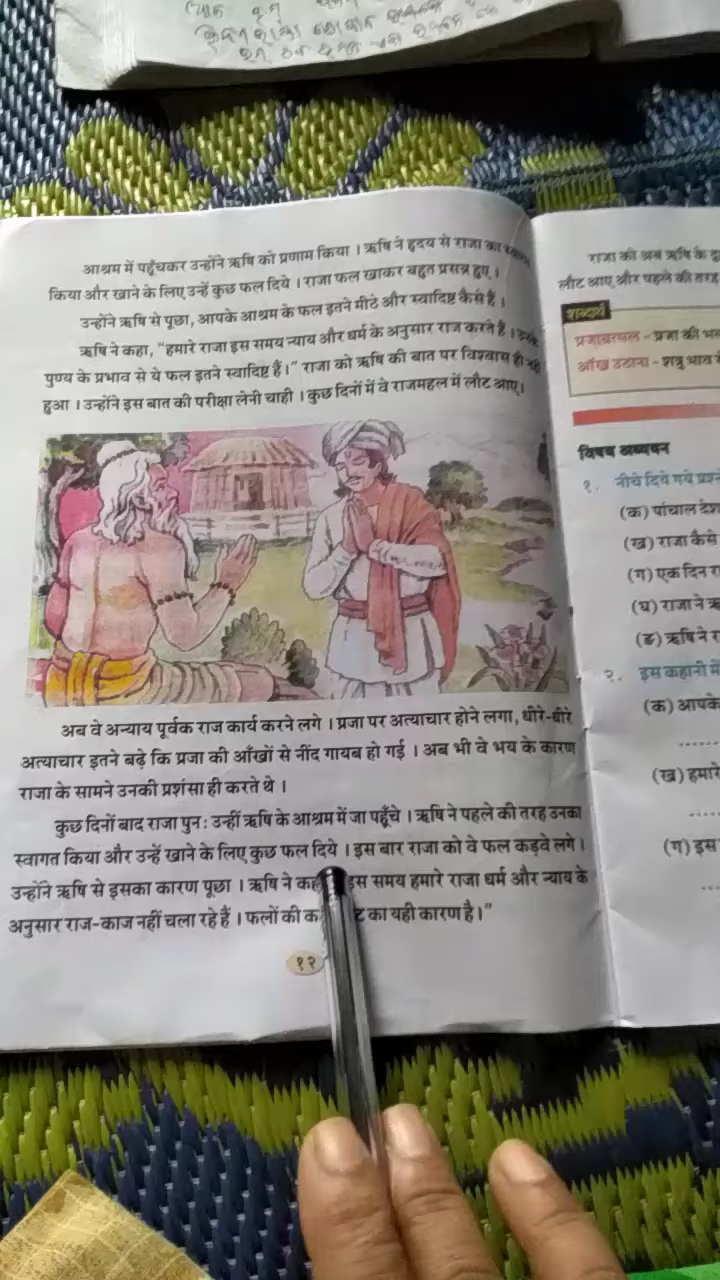 आश्रम में पहुँचकर उन्होंने ऋषि को प्रणाम किया । ऋषि ने हृदय से राजा का
किया और खाने के लिए उन्हें कुछ फल दिये । राजा फल खाकर बहुत प्रसन्न हुए ।
उन्होंने ऋषि से पूछा, आपके आश्रम के फल इतने मीठे और स्वादिष्ट कैसे हैं ।
ऋषि ने कहा, “हमारे राजा इस समय न्याय और धर्म के अनुसार राज करते हैं ।
पुण्य के प्रभाव से ये फल इतने स्वादिष्ट हैं।” राजा को ऋषि की बात पर विश्वास ही नहीं
हुआ । उन्होंने इस बात की परीक्षा लेनी चाही । कुछ दिनों में वे राजमहल में लौट आए।
अब वे अन्याय पूर्वक राज कार्य करने लगे । प्रजा पर अत्याचार होने लगा, धीरे-धीरे
अत्याचार इतने बढ़े कि प्रजा की आँखों से नींद गायब हो गई । अब भी वे भय के कारण
राजा के सामने उनकी प्रशंसा ही करते थे ।
कुछ दिनों बाद राजा पुनः उन्हीं ऋषि के आश्रम में जा पहूँचे । ऋषि ने पहले की तरह उनका
स्वागत किया और उन्हें खाने के लिए कुछ फल दिये । इस बार राजा को वे फल कड़वे लगे ।
उन्होंने ऋषि से इसका कारण पूछा । ऋषि ने इस समय हमारे राजा धर्म और न्याय के
अनुसार राज-काज नहीं चला रहे हैं । फलों की का यही कारण है।”
१२
राजा को अब ऋषि के
लौट आए और पहले की तरह
शब्दार्थ
प्रजावत्सल - प्रजा की
आँख उठाना - शत्रु भाव
विषय अध्ययन
१. नीचे दिये गये प्रश्न
(क) पांचाल देश
(ख) राजा कैसे
(ग) एक दिन
(घ) राजा ने
(ङ) ऋषि ने
२. इस कहानी में
(क) आपके
(ख) हमारे
(ग) इस